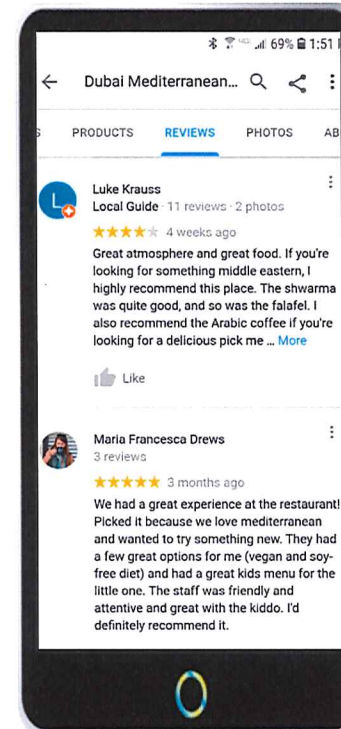 69% 1:51
Dubai Mediterranean...
S PRODUCTS REVIEWS PHOTOS AB
L
Luke Krauss
Local Guide · 11 reviews · 2 photos
4 weeks ago
Great atmosphere and great food. If you're
looking for something middle eastern, I
highly recommend this place. The shwarma
was quite good, and so was the falafel. I
also recommend the Arabic coffee if you're
looking for a delicious pick me ... More
Like
Maria Francesca Drews
3 reviews
3 months ago
We had a great experience at the restaurant!
Picked it because we love mediterranean
and wanted to try something new. They had
a few great options for me (vegan and soy-
free diet) and had a great kids menu for the
little one. The staff was friendly and
attentive and great with the kiddo. I'd
definitely recommend it.